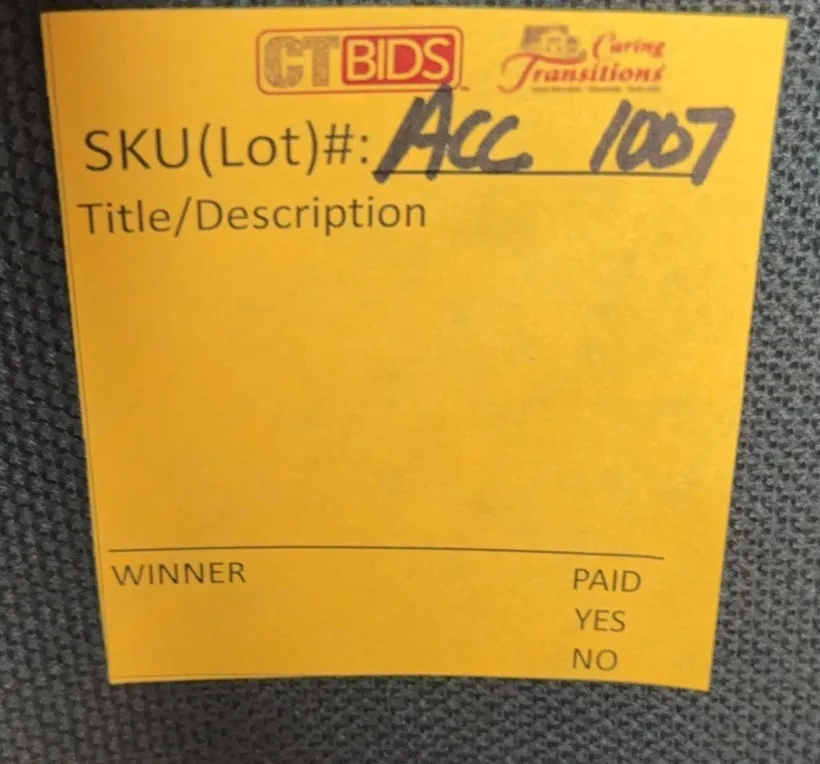 CTBIDS Caring Transitions
SKU(Lot)#: ACC 1007
Title/Description
WINNER PAID
YES
NO